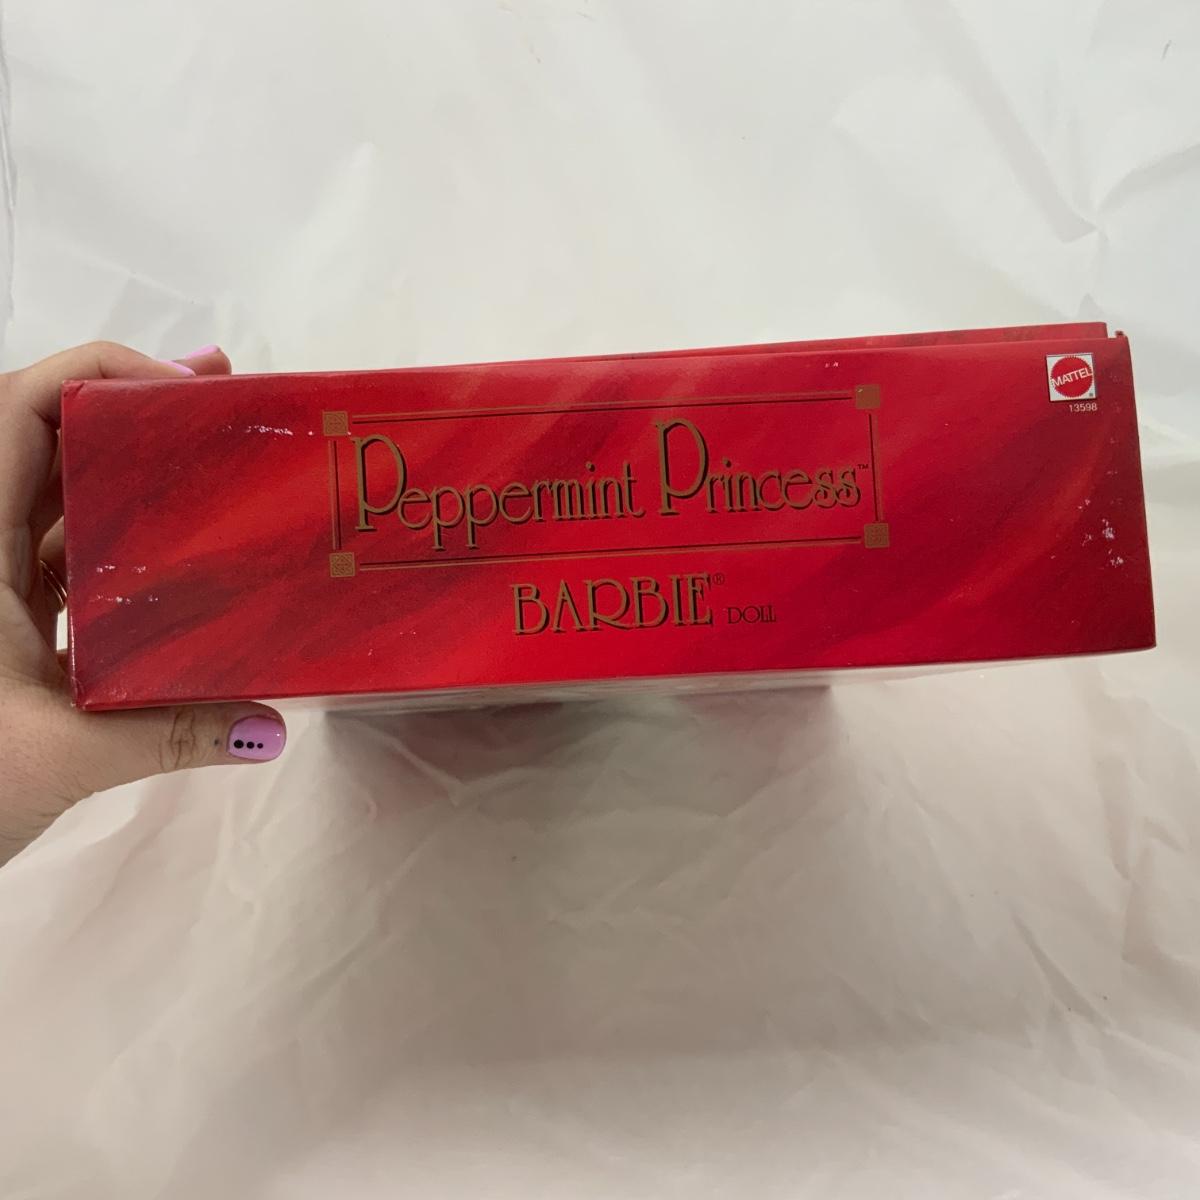 MATTEL
13598
Peppermint Princess™
BARBIE® DOLL